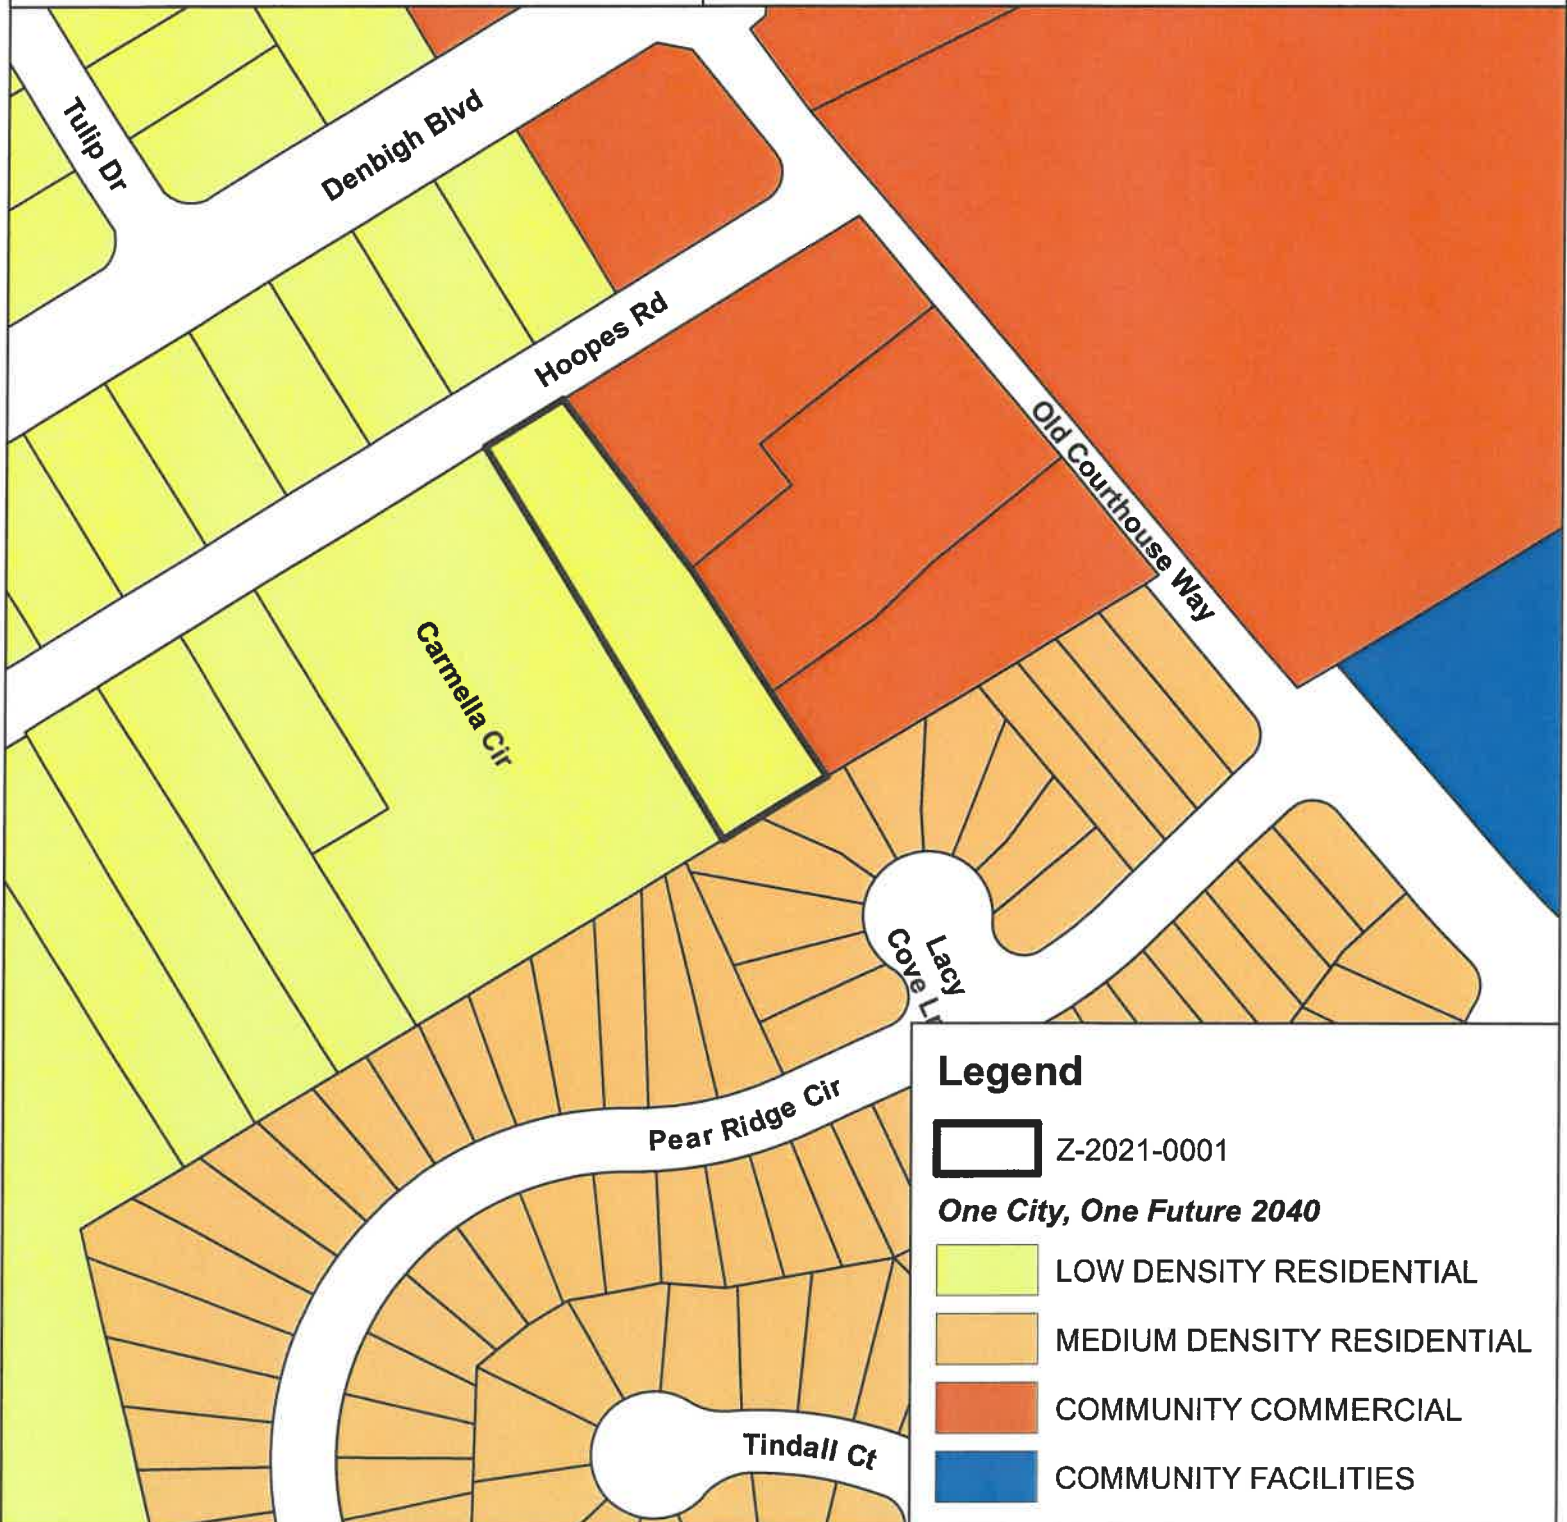 Tulip Dr
Denbigh Blvd
Hoopes Rd
Old Courthouse Way
Carmella Cir
Lacy
Cove Ln
Pear Ridge Cir
Tindall Ct
Legend
Z-2021-0001
One City, One Future 2040
LOW DENSITY RESIDENTIAL
MEDIUM DENSITY RESIDENTIAL
COMMUNITY COMMERCIAL
COMMUNITY FACILITIES